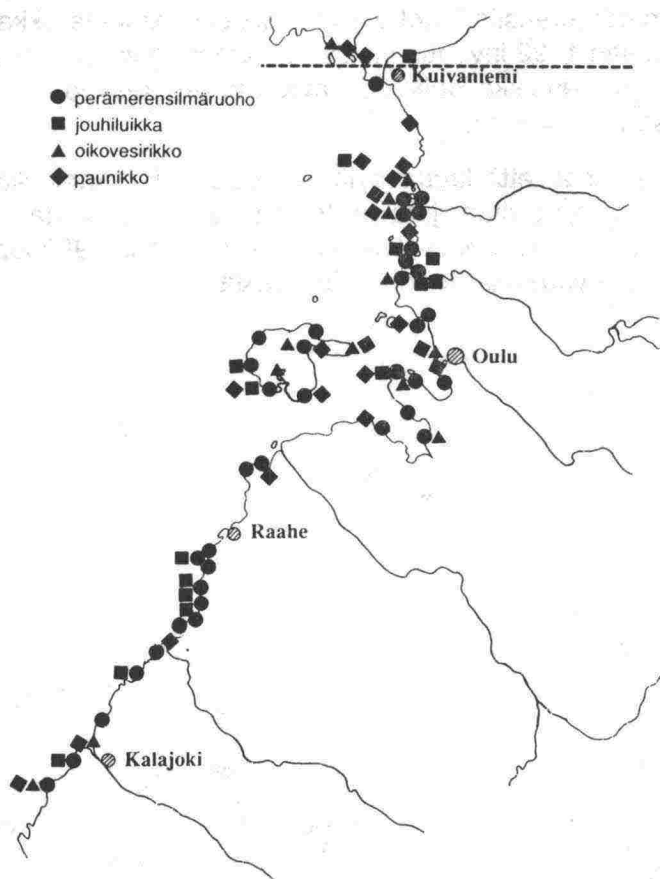 Kuivaniemi
perämerensilmäruoho
jouhiluikka
oikovesirikko
paunikko
Oulu
Raahe
Kalajoki